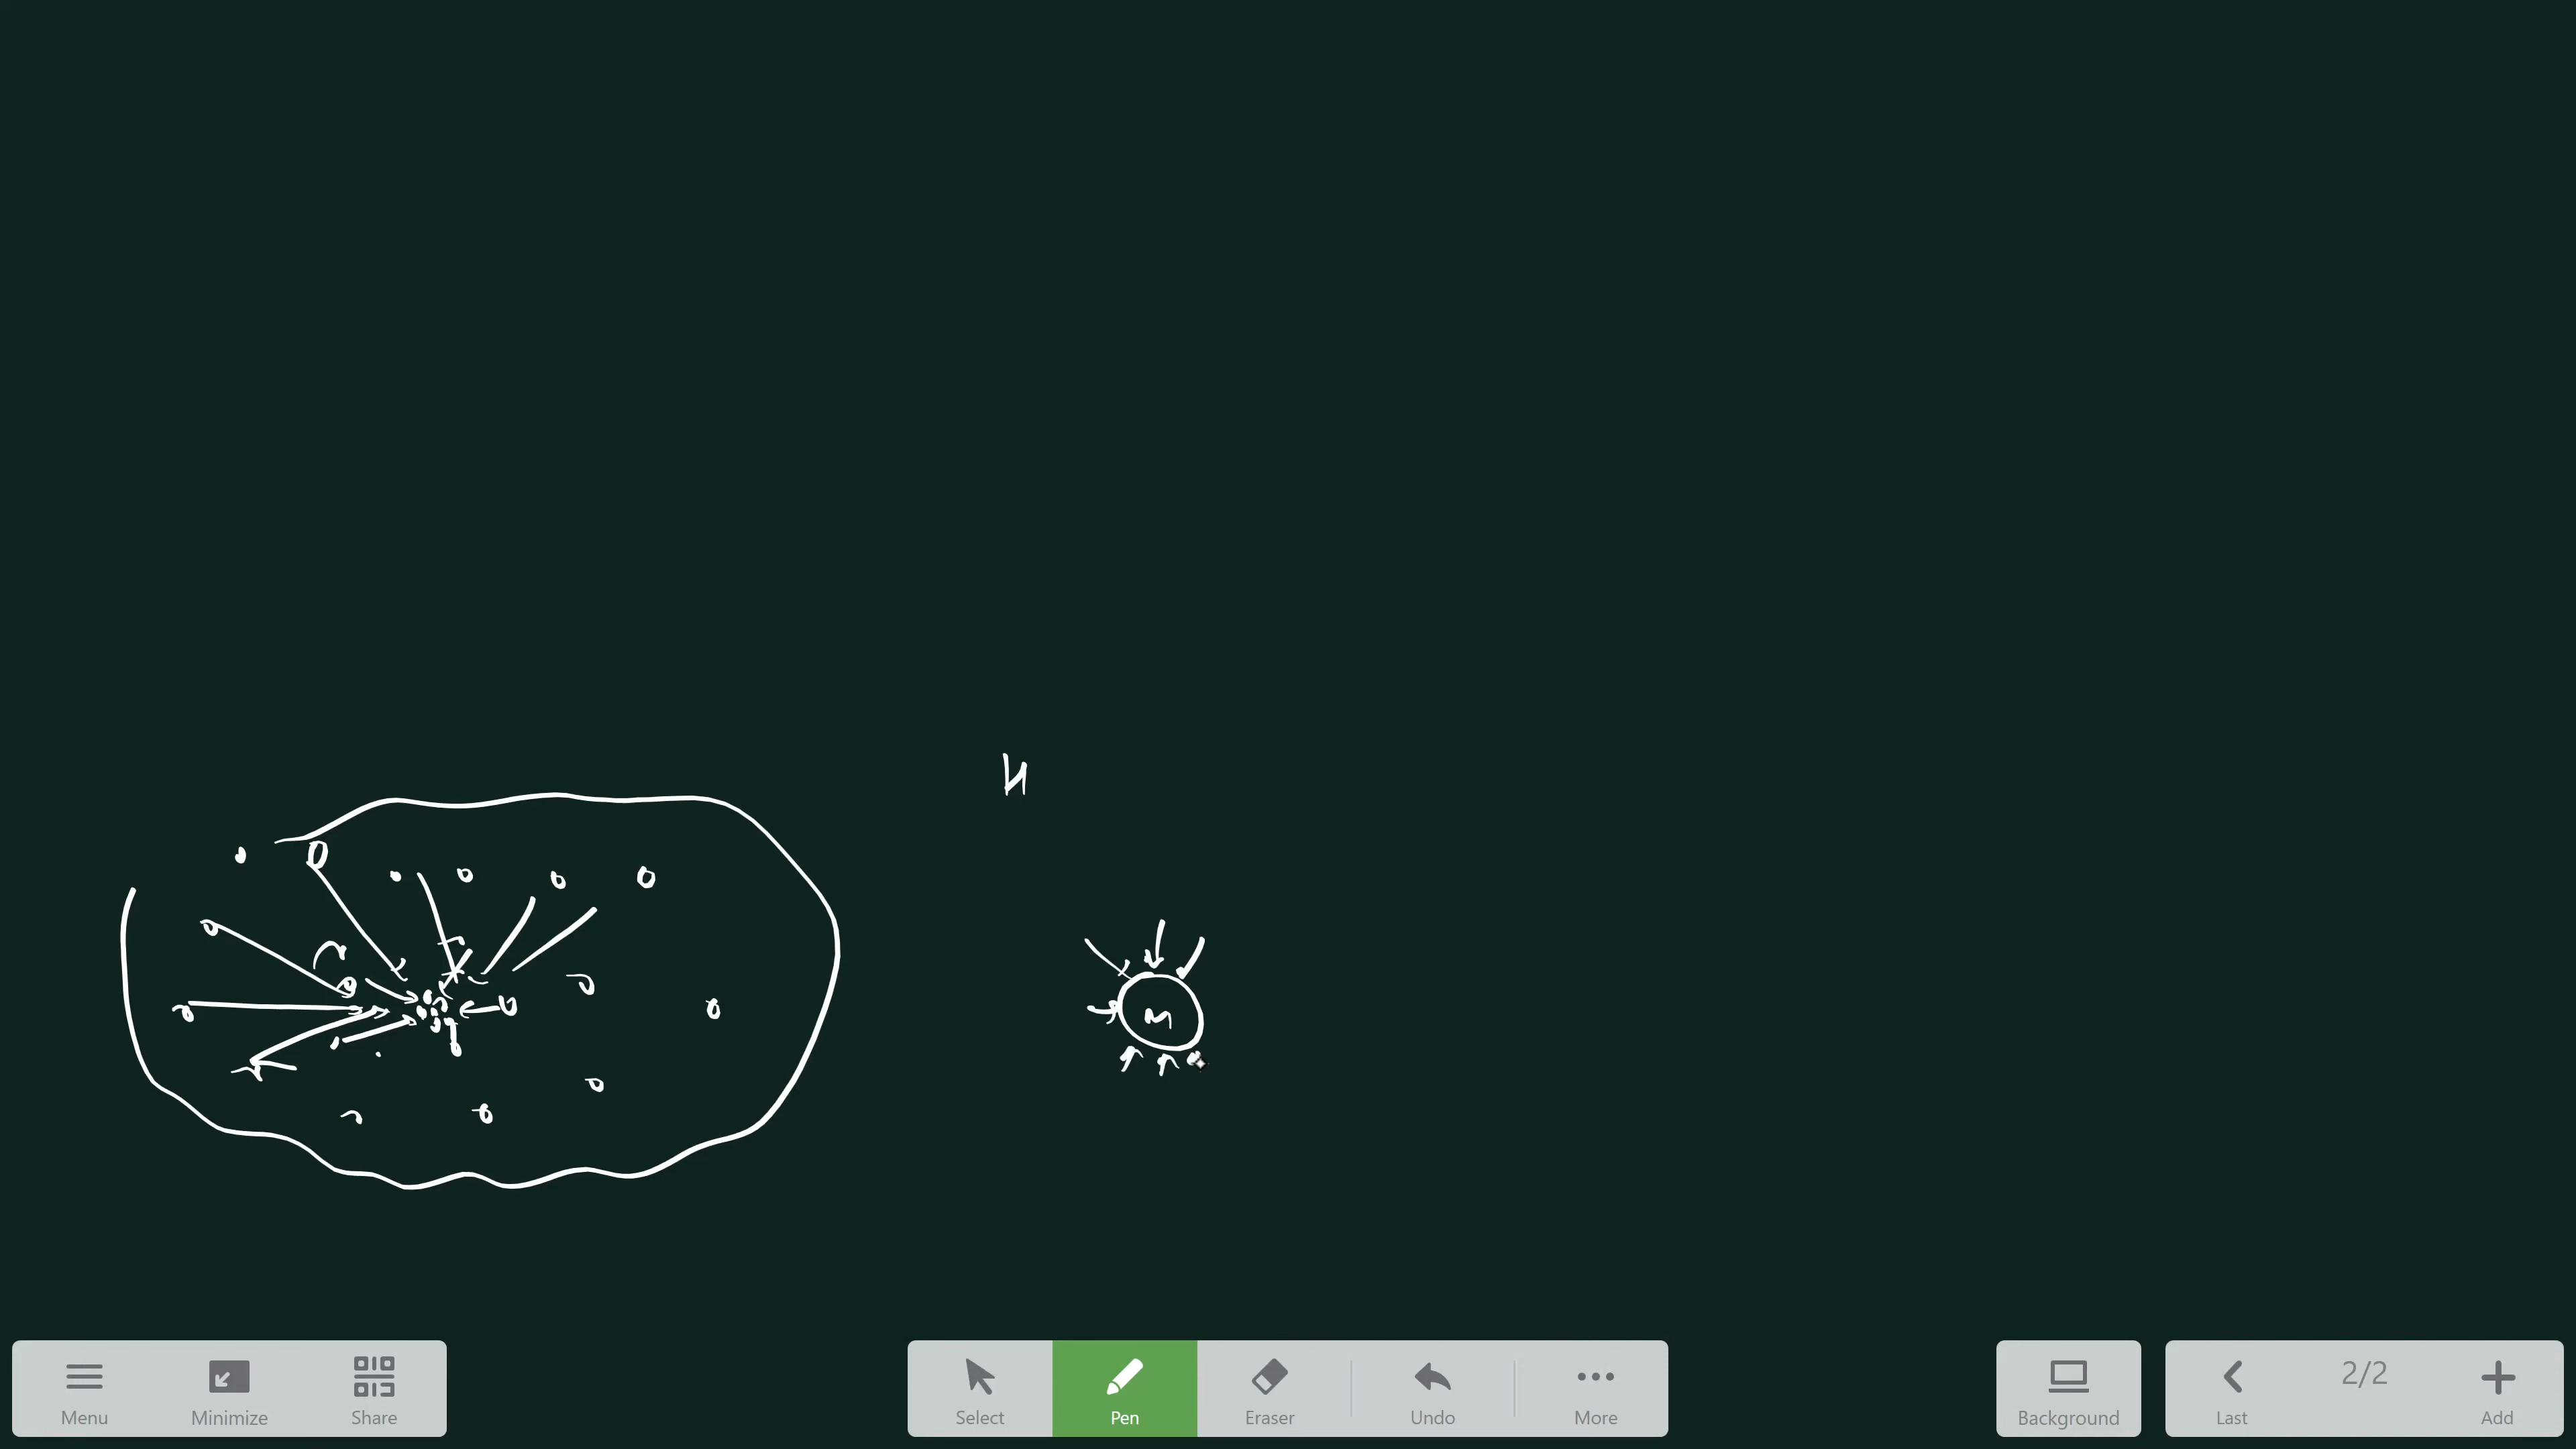 И
M
Menu Minimize Share Select Pen Eraser Undo More Background Last 2/2 Add